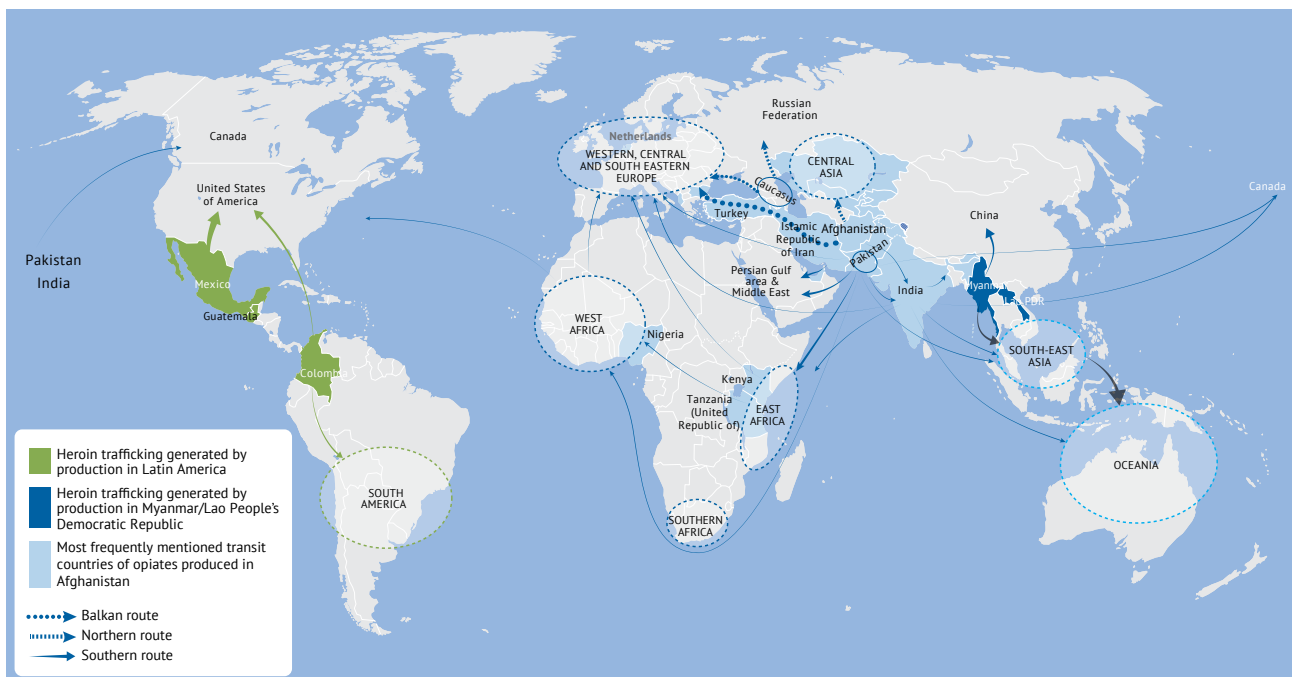 Russian
Federation
Canada
Netherlands
WESTERN, CENTRAL
AND SOUTH EASTERN
EUROPE
CENTRAL
ASIA
United States
of America
Caucasus
Canada
Turkey
China
Islamic
Republic
of Iran
Afghanistan
Pakistan
Pakistan
India
Mexico
Persian Gulf
area &
Middle East
India
Myanmar
Lao PDR
Guatemala
WEST
AFRICA
Nigeria
SOUTH-EAST
ASIA
Colombia
Kenya
Tanzania
(United
Republic of)
EAST
AFRICA
OCEANIA
SOUTH
AMERICA
SOUTHERN
AFRICA
Heroin trafficking generated by
production in Latin America
Heroin trafficking generated by
production in Myanmar/Lao People's
Democratic Republic
Most frequently mentioned transit
countries of opiates produced in
Afghanistan
Balkan route
Northern route
Southern route